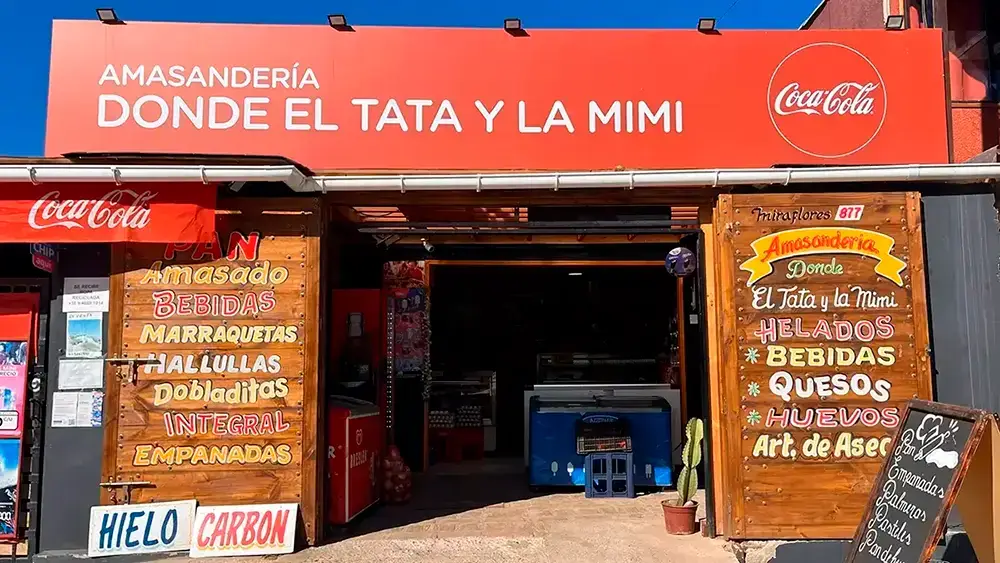 AMASANDERÍA
DONDE EL TATA Y LA MIMI
Coca-Cola
Coca-Cola
CHIP
aquí
PAN
Amasado
BEBIDAS
MARRAQUETAS
HALLULLAS
DOBLADITAS
INTEGRAL
EMPANADAS
HIELO
CARBON
miraflores 877
Amasanderia
Donde
El Tata y la Mimi
HELADOS
BEBIDAS
QUESOS
HUEVOS
Art. de Aseo
Pan
Empanadas
Palmeras
Pasteles